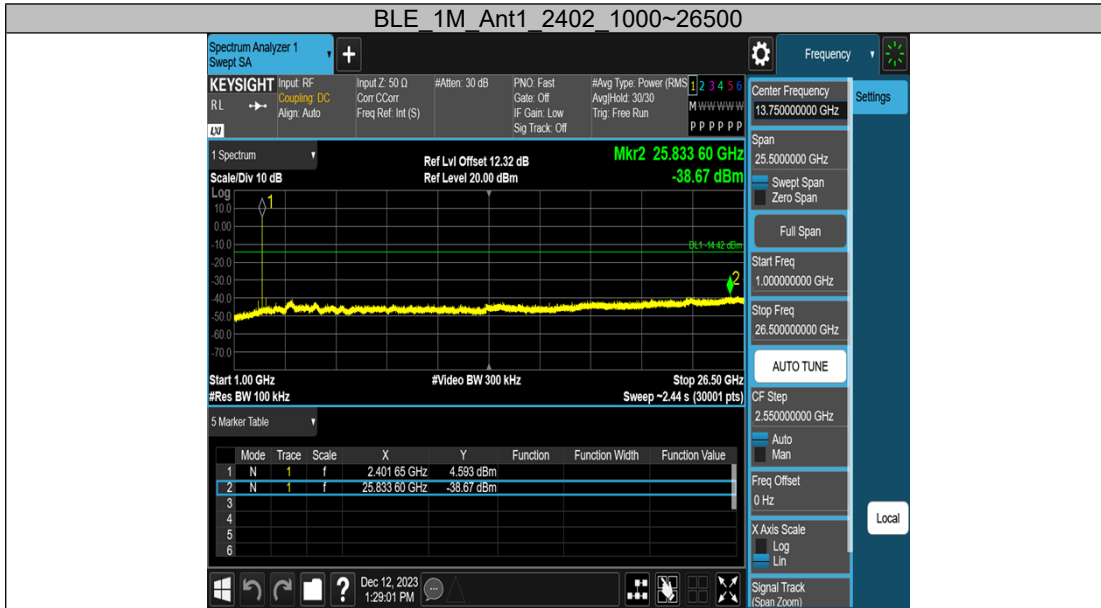 BLE_1M_Ant1_2402_1000~26500
Spectrum Analyzer 1
Swept SA
+
Frequency
KEYSIGHT
RL
LXI
Input: RF
Coupling: DC
Align: Auto
Input Z: 50 Ω
Corr CCorr
Freq Ref: Int (S)
#Atten: 30 dB
PNO: Fast
Gate: Off
IF Gain: Low
Sig Track: Off
#Avg Type: Power (RMS
Avg|Hold: 30/30
Trig: Free Run
1 2 3 4 5 6
M W W W W W
P P P P P P
Center Frequency
13.750000000 GHz
Settings
1 Spectrum
Scale/Div 10 dB
Ref Lvl Offset 12.32 dB
Ref Level 20.00 dBm
Mkr2 25.833 60 GHz
-38.67 dBm
Span
25.5000000 GHz
Swept Span
Zero Span
Full Span
Log
10.0
0.00
-10.0
-20.0
-30.0
-40.0
-50.0
-60.0
-70.0
1
DL1 -14.42 dBm
2
Start Freq
1.000000000 GHz
Stop Freq
26.500000000 GHz
AUTO TUNE
Start 1.00 GHz
#Res BW 100 kHz
#Video BW 300 kHz
Stop 26.50 GHz
Sweep ~2.44 s (30001 pts)
CF Step
2.550000000 GHz
Auto
Man
5 Marker Table
Mode Trace Scale X Y Function Function Width Function Value
1 N 1 f 2.401 65 GHz 4.593 dBm
2 N 1 f 25.833 60 GHz -38.67 dBm
3
4
5
6
Freq Offset
0 Hz
X Axis Scale
Log
Lin
Local
Signal Track
(Span Zoom)
?
Dec 12, 2023
1:29:01 PM